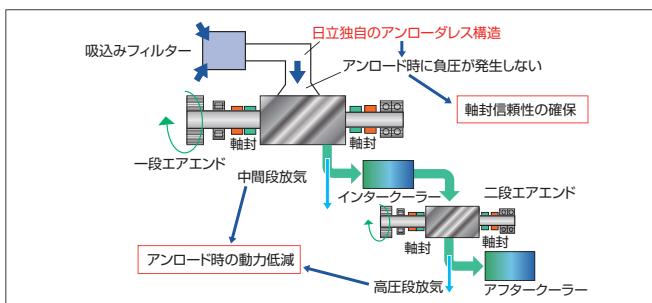 日立独自のアンローダレス構造
吸込みフィルター
アンロード時に負圧が発生しない
軸封信頼性の確保
軸封
軸封
一段エアエンド
中間段放気
インタークーラー
二段エアエンド
軸封
軸封
アンロード時の動力低減
高圧段放気
アフタークーラー